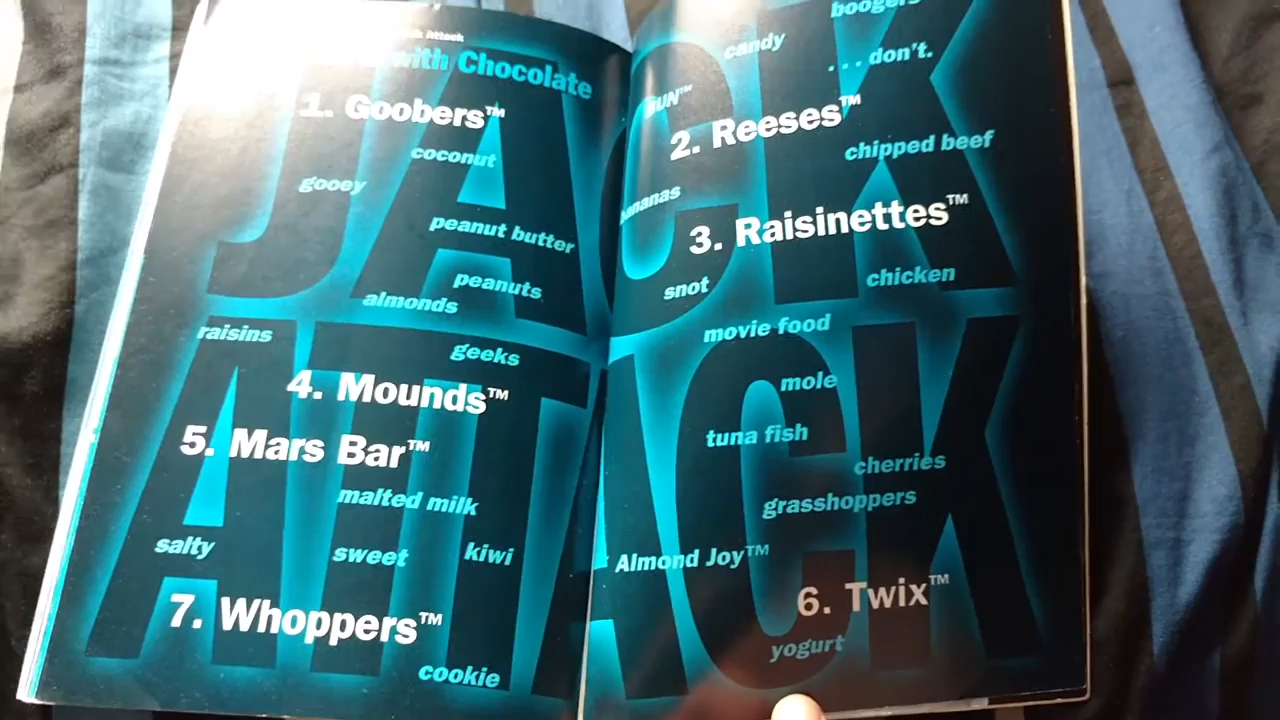 Attack
with Chocolate
1. Goobers™
coconut
gooey
peanut butter
peanuts
almonds
raisins
geeks
4. Mounds™
5. Mars Bar™
malted milk
salty
sweet
kiwi
7. Whoppers™
cookie
boogers
candy
. . . don't.
2. Reeses™
chipped beef
bananas
3. Raisinettes™
snot
chicken
movie food
mole
tuna fish
cherries
grasshoppers
Almond Joy™
6. Twix™
yogurt
JACK
ATTACK